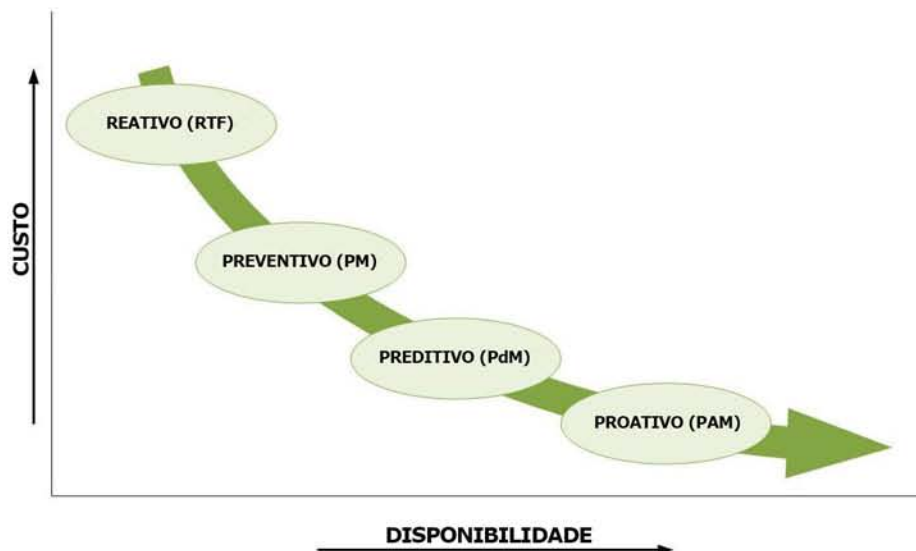 REATIVO (RTF)
PREVENTIVO (PM)
CUSTO
PREDITIVO (PdM)
PROATIVO (PAM)
DISPONIBILIDADE